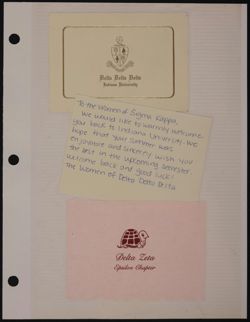 Delta Delta Delta
Indiana University
To the Women of Sigma Kappa,
We would like to warmly welcome
you back to Indiana University. We
hope that your summer was
enjoyable and sincerely wish you
the best in the upcoming semester.
Welcome back and good luck!
The Women of Delta Delta Delta
Delta Zeta
Epsilon Chapter